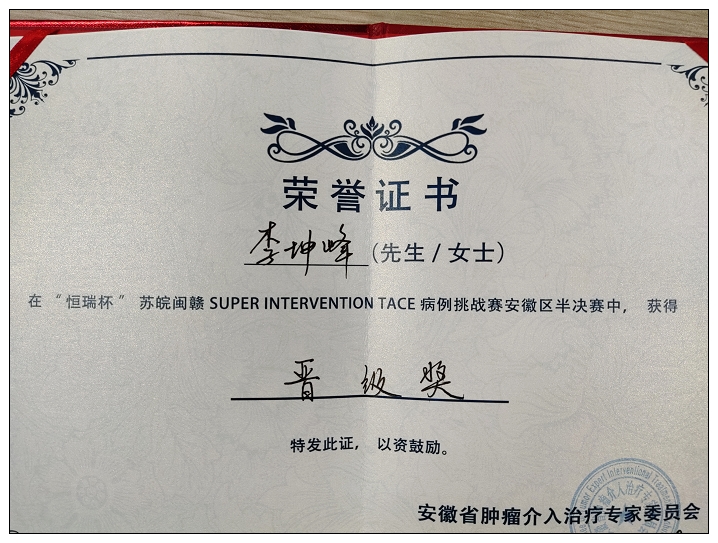 荣誉证书
李坤峰（先生/女士）
在“恒瑞杯”苏皖闽赣 SUPER INTERVENTION TACE 病例挑战赛安徽区半决赛中，获得
晋级奖
特发此证，以资鼓励。
安徽省肿瘤介入治疗专家委员会